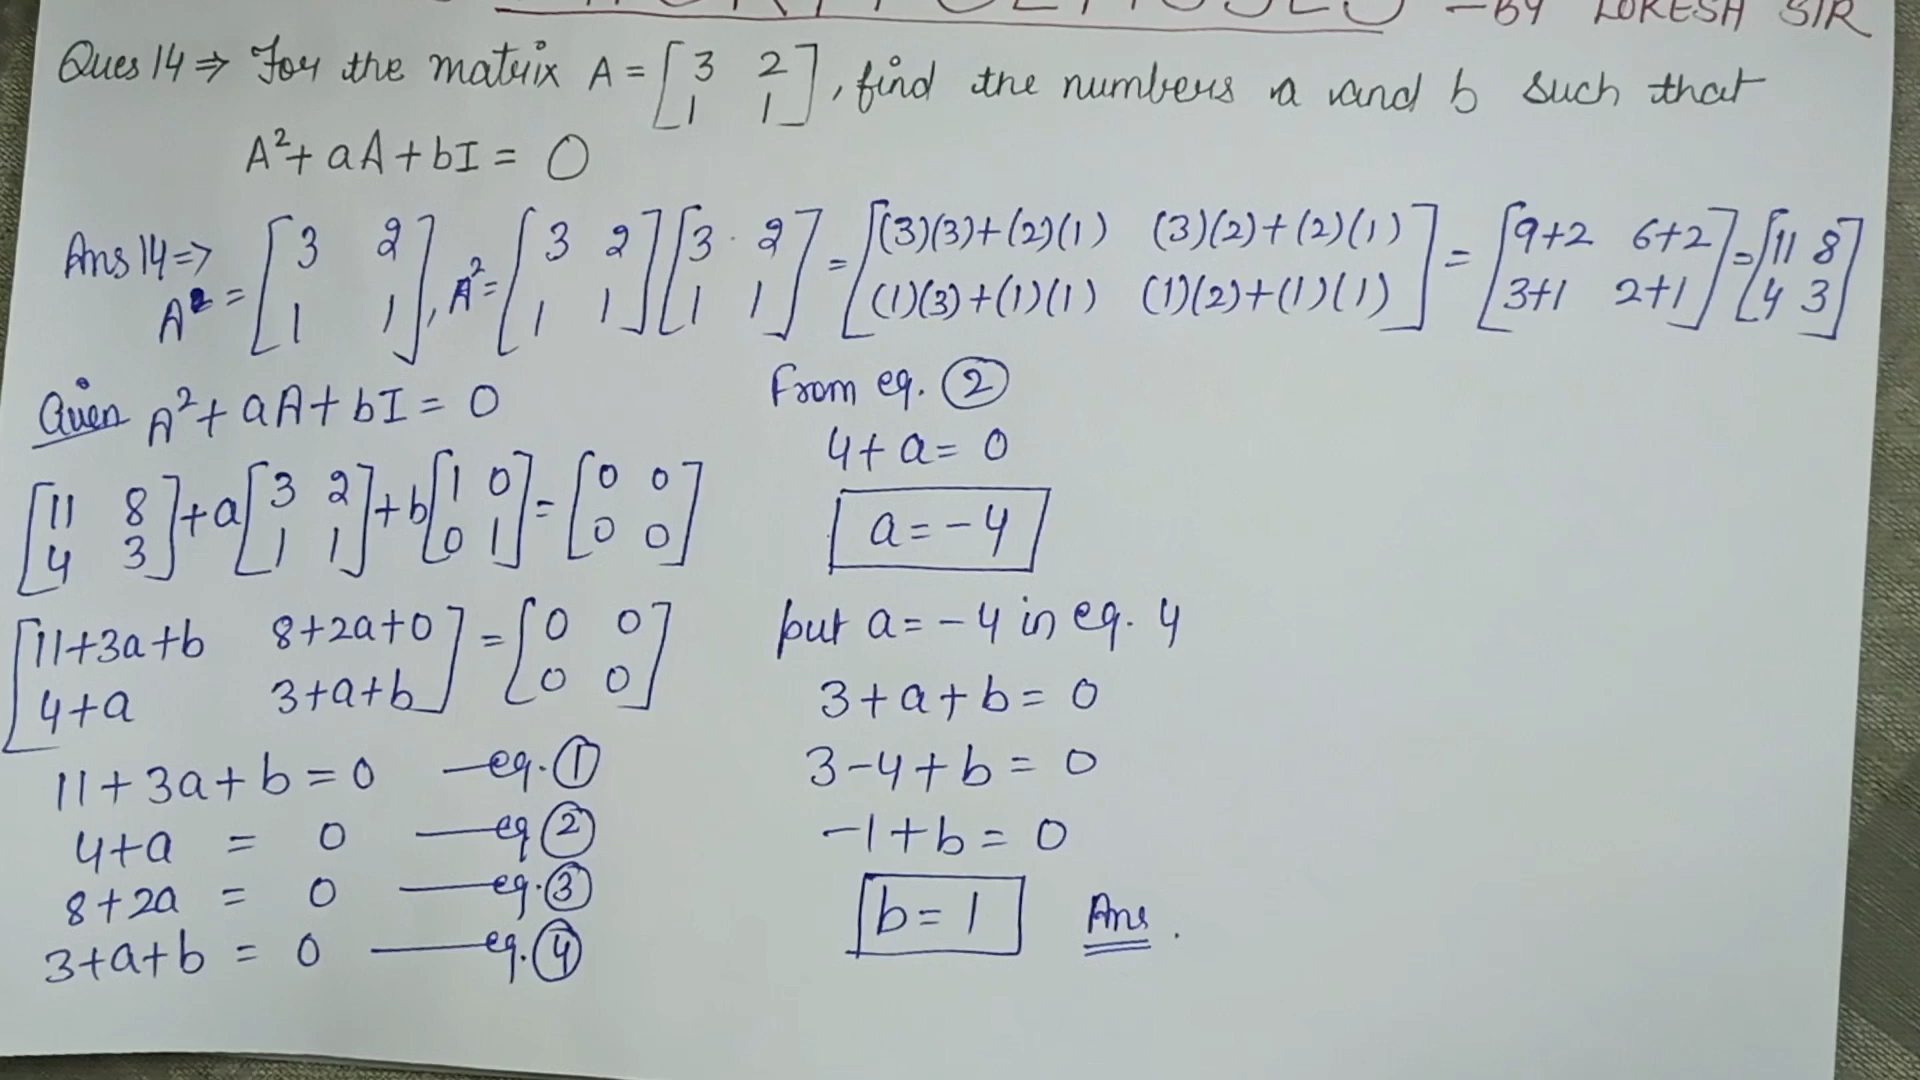 - BY LOKESH SIR
Ques 14 ⇒ For the matrix A = [3 2; 1 1], find the numbers a and b such that
A² + aA + bI = 0
Ans 14 ⇒ A = [3 2; 1 1], A² = [3 2; 1 1][3 2; 1 1] = [(3)(3)+(2)(1) (3)(2)+(2)(1); (1)(3)+(1)(1) (1)(2)+(1)(1)] = [9+2 6+2; 3+1 2+1] = [11 8; 4 3]
Given A² + aA + bI = 0
[11 8; 4 3] + a[3 2; 1 1] + b[1 0; 0 1] = [0 0; 0 0]
[11+3a+b 8+2a+0; 4+a 3+a+b] = [0 0; 0 0]
11+3a+b = 0 — eq. ①
4+a = 0 — eq ②
8+2a = 0 — eq. ③
3+a+b = 0 — eq. ④
From eq. ②
4+a = 0
a = -4
put a = -4 in eq. 4
3+a+b = 0
3-4+b = 0
-1+b = 0
b = 1 Ans.